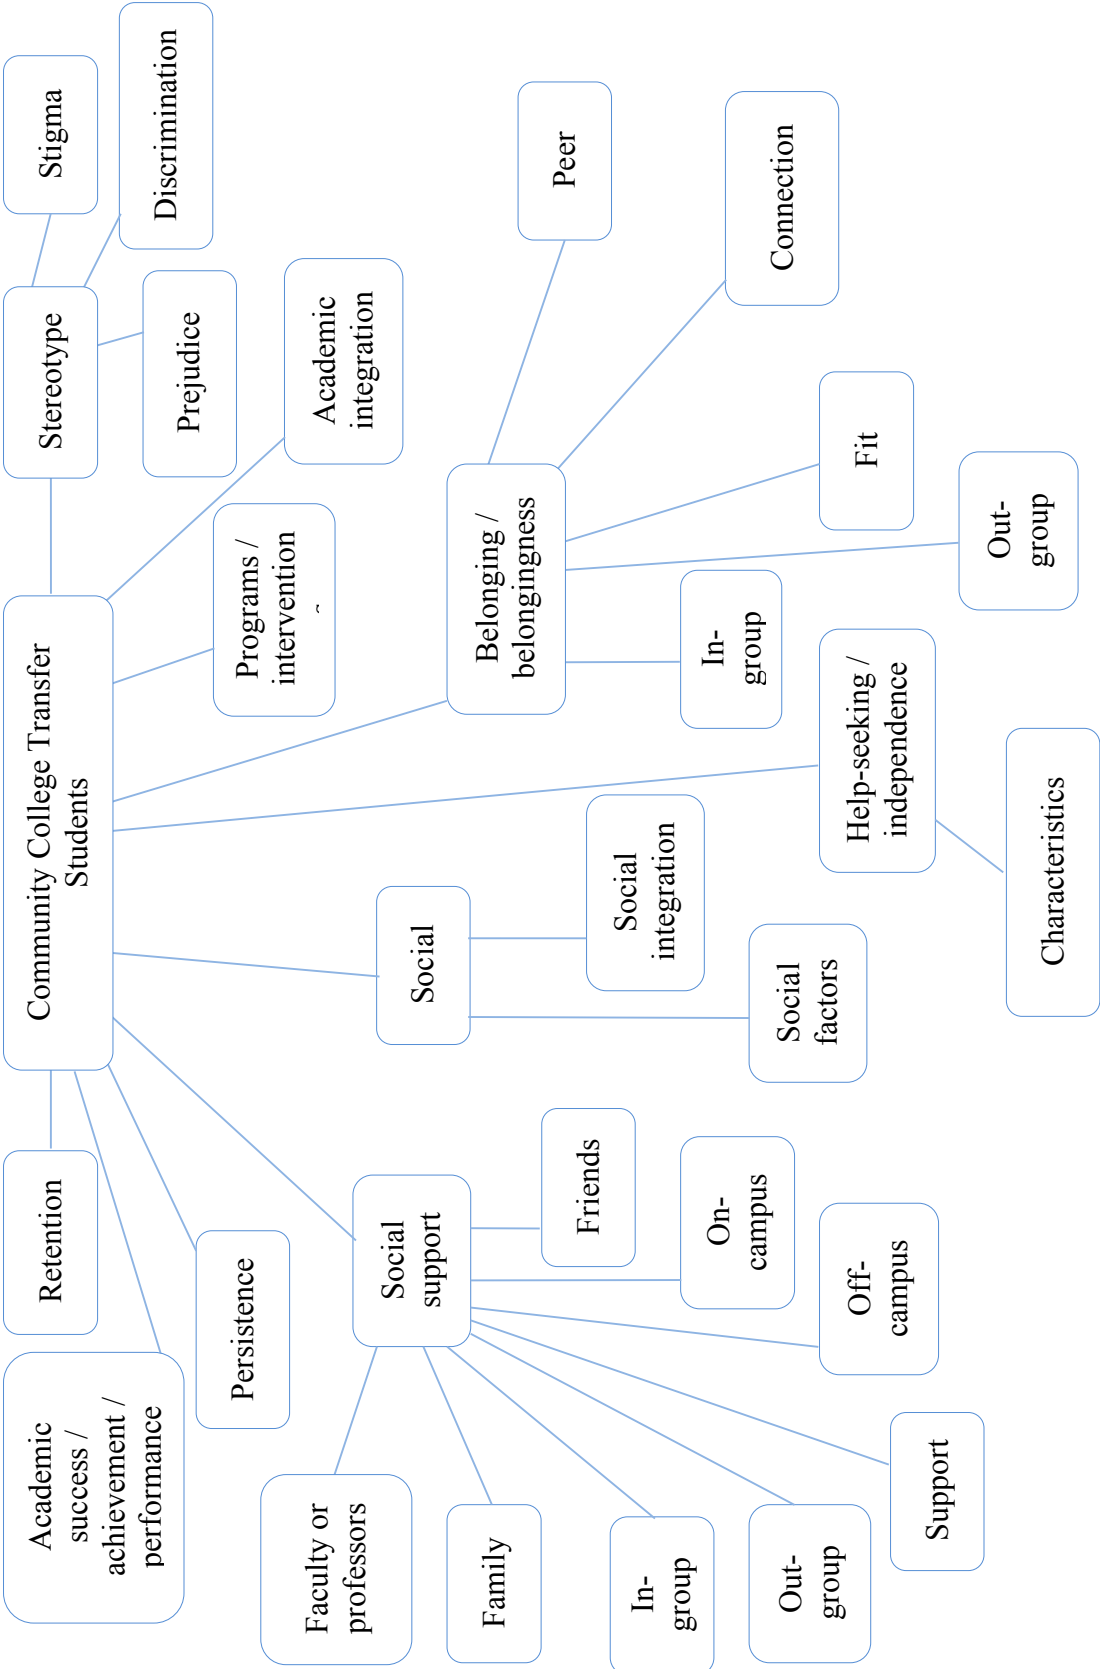 Academic
success /
achievement /
performance
Retention
Community College Transfer
Students
Stereotype
Stigma
Discrimination
Prejudice
Persistence
Programs /
intervention
Academic
integration
Faculty or
professors
Social
support
Social
Belonging /
belongingness
Peer
Family
Friends
Social
integration
In-
group
On-
campus
In-
group
Connection
Out-
group
Off-
campus
Social
factors
Help-seeking /
independence
Fit
Support
Out-
group
Characteristics